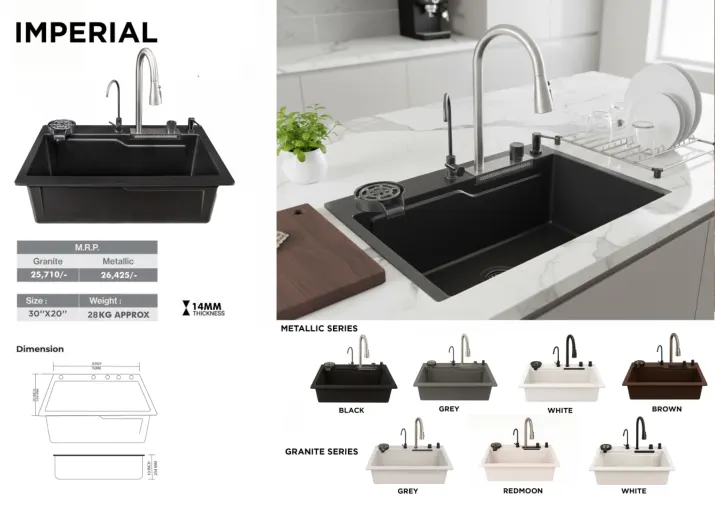 IMPERIAL
M.R.P.
Granite Metallic
25,710/- 26,425/-
Size : Weight :
30''X20'' 28KG APPROX
14MM
THICKNESS
Dimension
METALLIC SERIES
BLACK GREY WHITE BROWN
GRANITE SERIES
GREY REDMOON WHITE